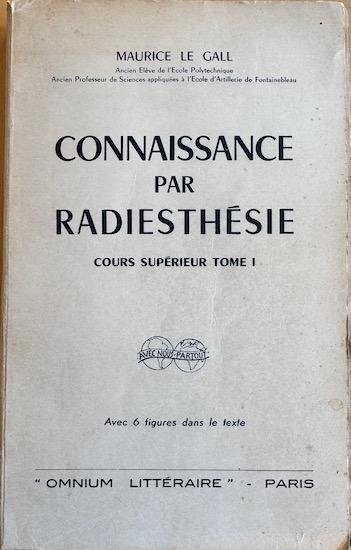 MAURICE LE GALL
Ancien Elève de l'Ecole Polytechnique
Ancien Professeur de Sciences appliquées à l'Ecole d'Artillerie de Fontainebleau
CONNAISSANCE
PAR
RADIESTHÉSIE
COURS SUPÉRIEUR TOME I
AVEC NOUS PARTOUT
Avec 6 figures dans le texte
" OMNIUM LITTÉRAIRE " - PARIS